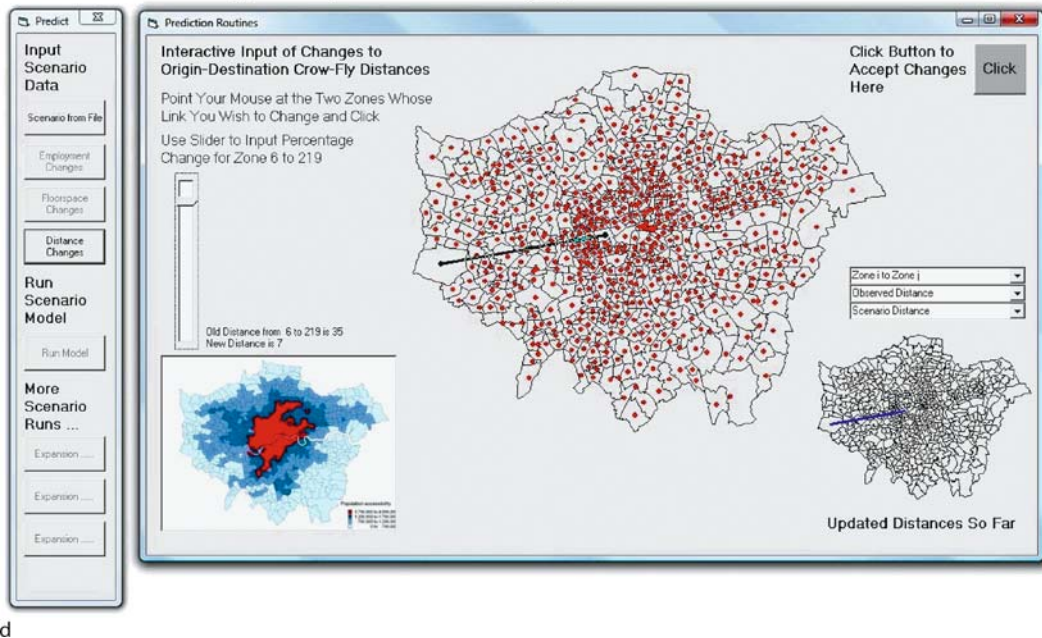 Predict
Input
Scenario
Data
Scenario from File
Employment
Changes
Floorspace
Changes
Distance
Changes
Run
Scenario
Model
Run Model
More
Scenario
Runs ...
Expansion .....
Expansion .....
Expansion .....
Prediction Routines
Interactive Input of Changes to
Origin-Destination Crow-Fly Distances
Point Your Mouse at the Two Zones Whose
Link You Wish to Change and Click
Use Slider to Input Percentage
Change for Zone 6 to 219
Old Distance from 6 to 219 is 35
New Distance is 7
Population accessibility
Click Button to
Accept Changes
Here
Click
Zone i to Zone j
Observed Distance
Scenario Distance
Updated Distances So Far
d